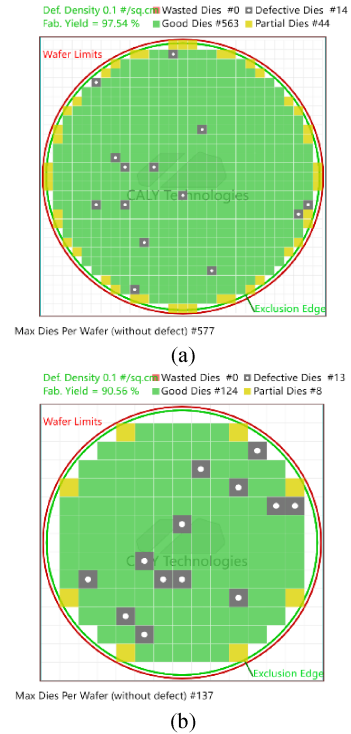 Def. Density 0.1 #/sq.cm Wasted Dies #0 Defective Dies #14
Fab. Yield = 97.54 % Good Dies #563 Partial Dies #44
Wafer Limits
CALY Technologies
Exclusion Edge
Max Dies Per Wafer (without defect) #577
(a)
Def. Density 0.1 #/sq.cm Wasted Dies #0 Defective Dies #13
Fab. Yield = 90.56 % Good Dies #124 Partial Dies #8
Wafer Limits
CALY Technologies
Exclusion Edge
Max Dies Per Wafer (without defect) #137
(b)